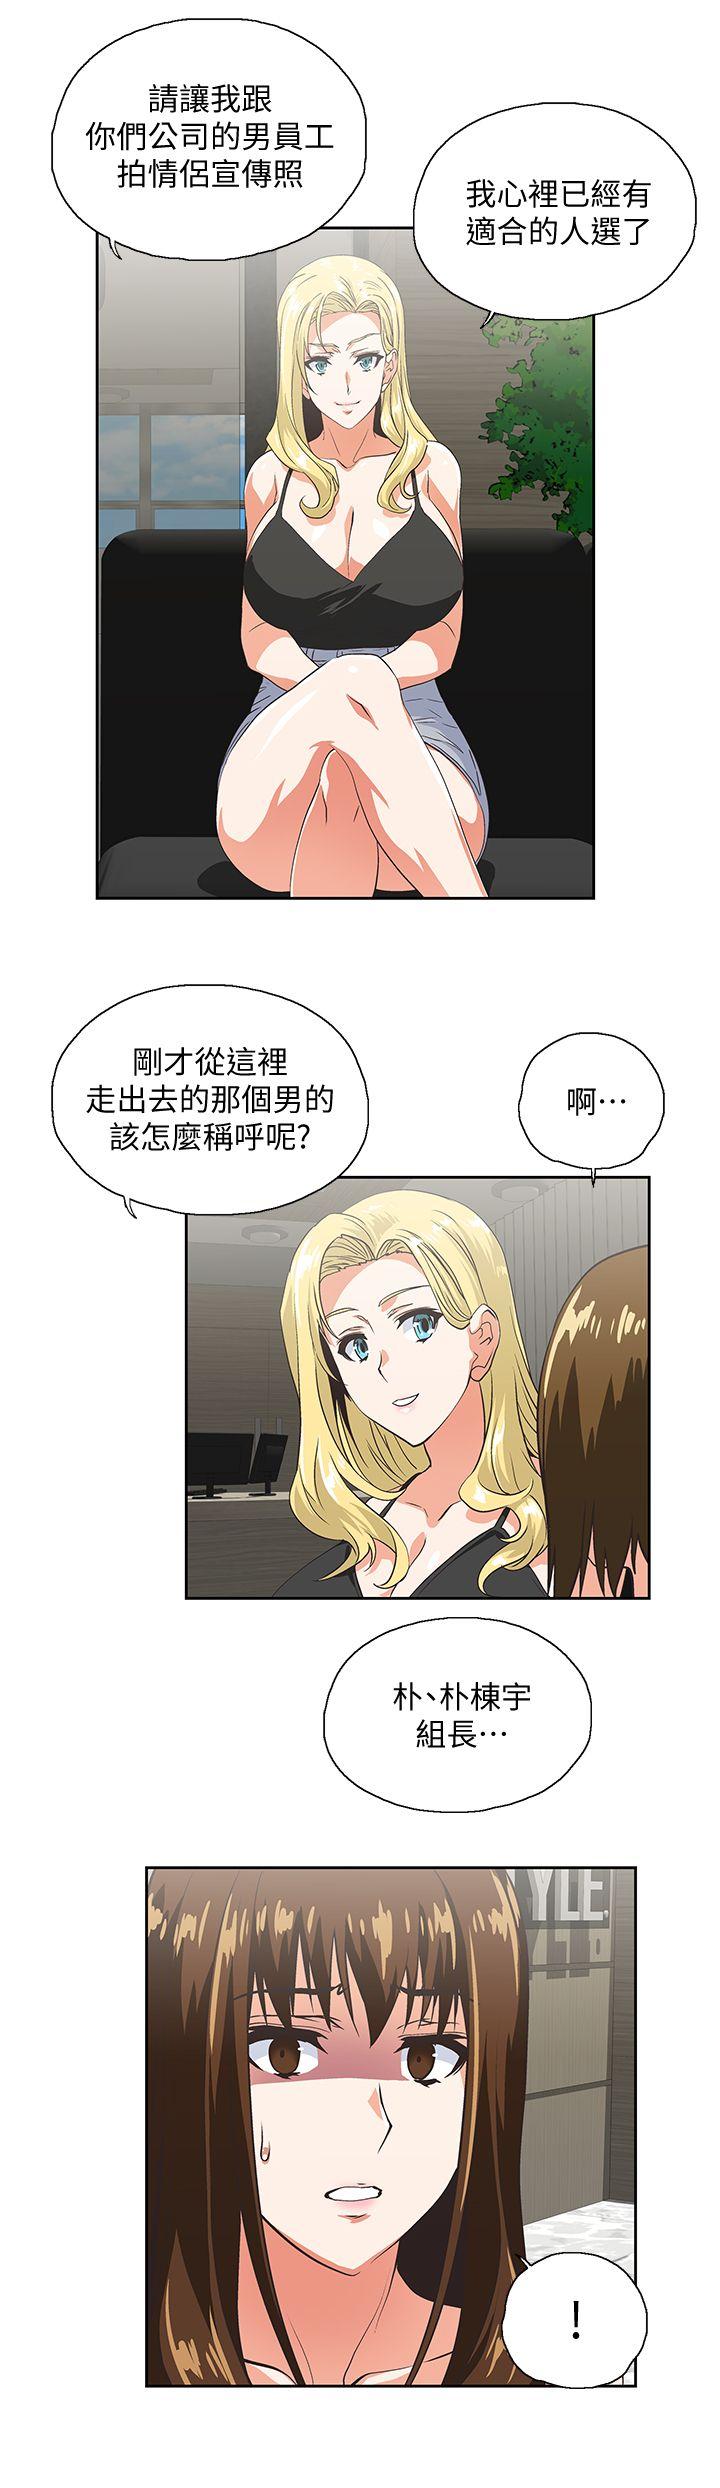 請讓我跟
你們公司的男員工
拍情侶宣傳照
我心裡已經有
適合的人選了
剛才從這裡
走出去的那個男的
該怎麼稱呼呢?
啊⋯
朴、朴棟宇
組長⋯
YLE.
!